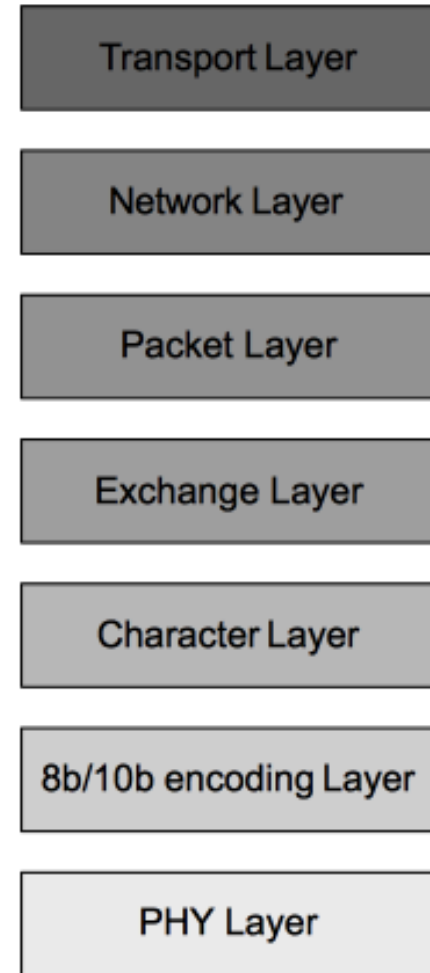 Transport Layer
Network Layer
Packet Layer
Exchange Layer
Character Layer
8b/10b encoding Layer
PHY Layer